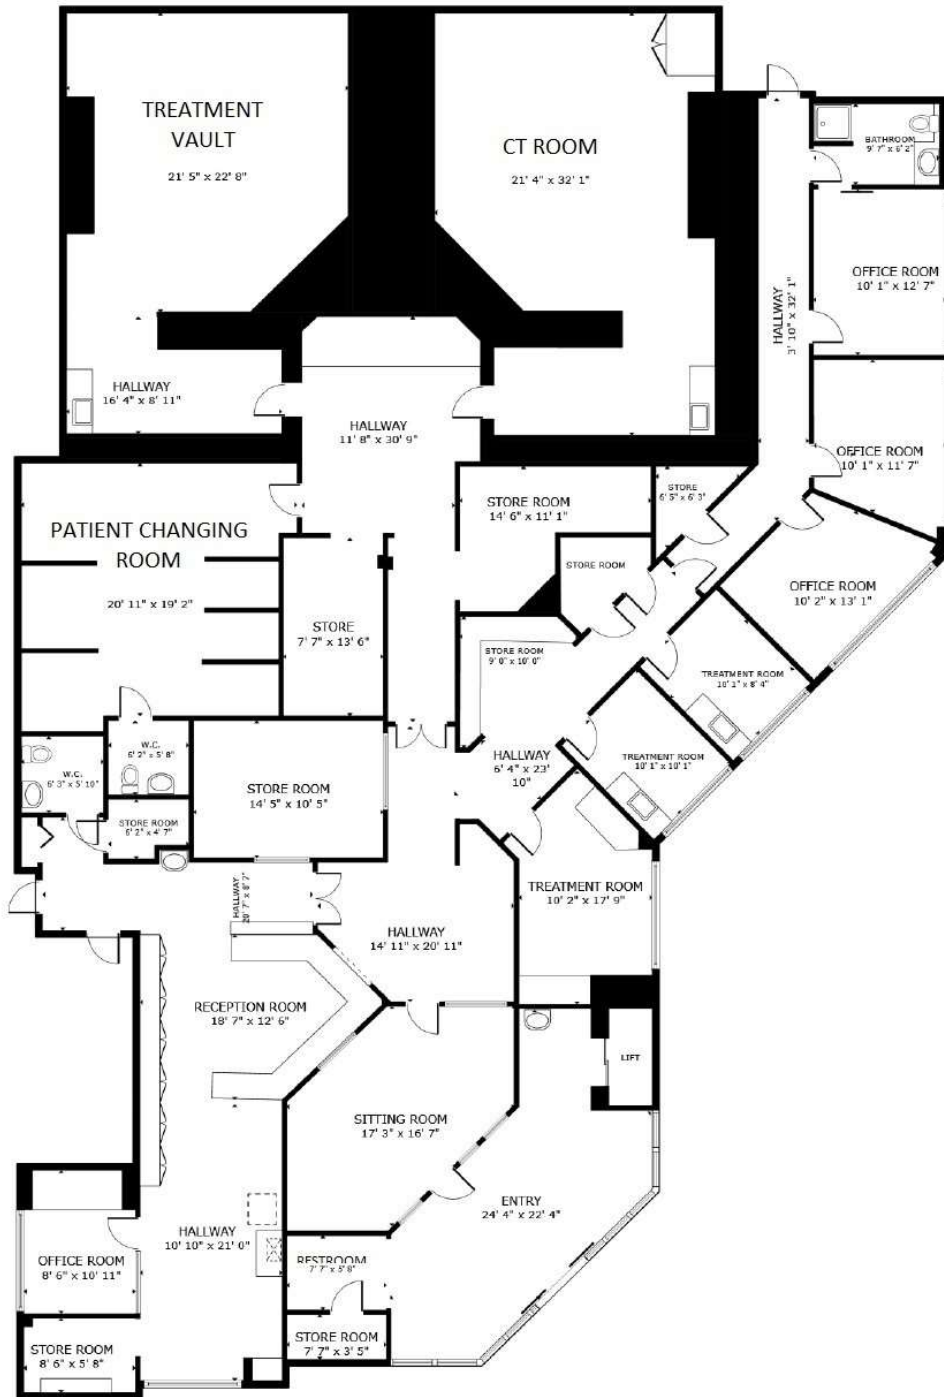 TREATMENT
VAULT
21' 5" x 22' 8"
CT ROOM
21' 4" x 32' 1"
BATHROOM
9' 7" x 6' 2"
OFFICE ROOM
10' 1" x 12' 7"
HALLWAY
3' 10" x 32' 1"
HALLWAY
16' 4" x 8' 11"
HALLWAY
11' 8" x 30' 9"
OFFICE ROOM
10' 1" x 11' 7"
STORE
6' 5" x 6' 3"
STORE ROOM
14' 6" x 11' 1"
PATIENT CHANGING
ROOM
20' 11" x 19' 2"
STORE ROOM
OFFICE ROOM
10' 2" x 13' 1"
STORE
7' 7" x 13' 6"
STORE ROOM
9' 0" x 10' 0"
TREATMENT ROOM
10' 1" x 8' 4"
W.C.
6' 2" x 5' 8"
W.C.
6' 3" x 5' 10"
TREATMENT ROOM
10' 1" x 10' 1"
HALLWAY
6' 4" x 23'
10"
STORE ROOM
14' 5" x 10' 5"
STORE ROOM
6' 2" x 4' 7"
HALLWAY
20' 7" x 8' 7"
TREATMENT ROOM
10' 2" x 17' 9"
HALLWAY
14' 11" x 20' 11"
RECEPTION ROOM
18' 7" x 12' 6"
LIFT
SITTING ROOM
17' 3" x 16' 7"
ENTRY
24' 4" x 22' 4"
HALLWAY
10' 10" x 21' 0"
OFFICE ROOM
8' 6" x 10' 11"
RESTROOM
7' 7" x 5' 8"
STORE ROOM
7' 7" x 3' 5"
STORE ROOM
8' 6" x 5' 8"